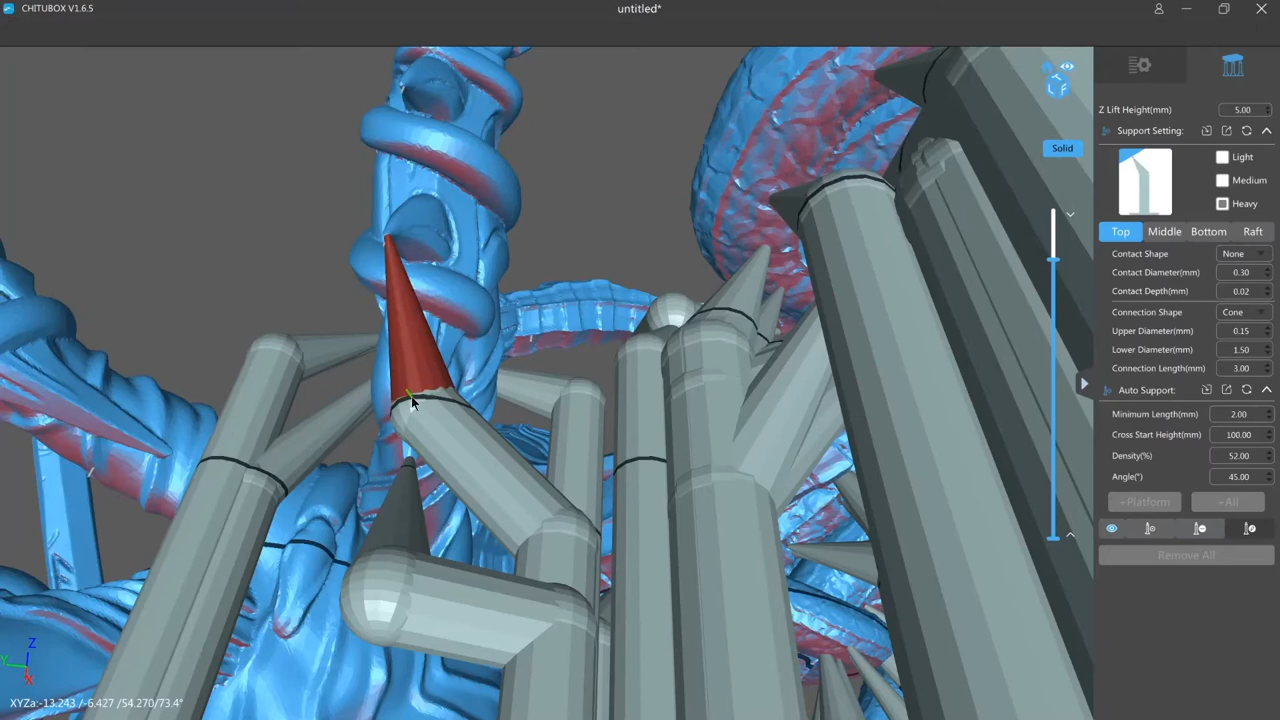 CHITUBOX V1.6.5
untitled*
Z Lift Height(mm) 5.00
Support Setting:
Light
Medium
Heavy
Solid
Top Middle Bottom Raft
Contact Shape None
Contact Diameter(mm) 0.30
Contact Depth(mm) 0.02
Connection Shape Cone
Upper Diameter(mm) 0.15
Lower Diameter(mm) 1.50
Connection Length(mm) 3.00
Auto Support:
Minimum Length(mm) 2.00
Cross Start Height(mm) 100.00
Density(%) 52.00
Angle(°) 45.00
+Platform +All
Remove All
Z
Y
X
T
L F
XYZa:-13.243 /-6.427 /54.270/73.4°